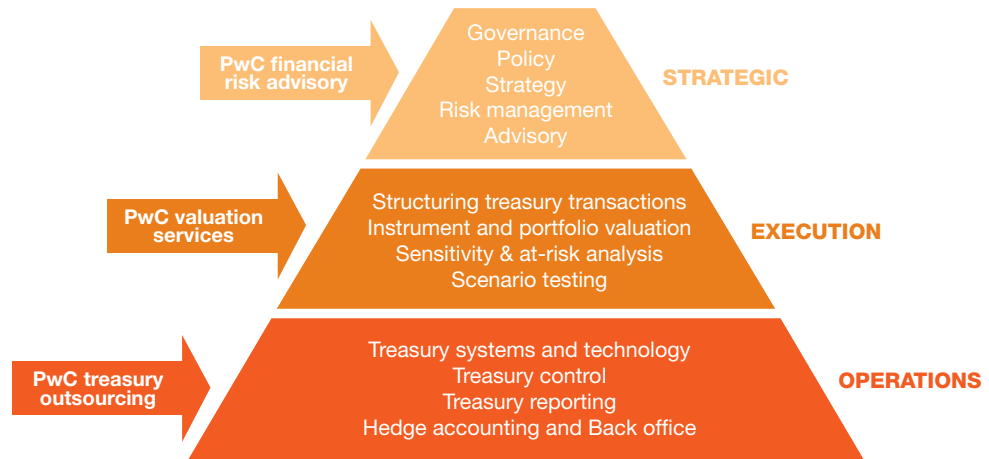 PwC financial
risk advisory
Governance
Policy
Strategy
Risk management
Advisory
STRATEGIC
PwC valuation
services
Structuring treasury transactions
Instrument and portfolio valuation
Sensitivity & at-risk analysis
Scenario testing
EXECUTION
PwC treasury
outsourcing
Treasury systems and technology
Treasury control
Treasury reporting
Hedge accounting and Back office
OPERATIONS